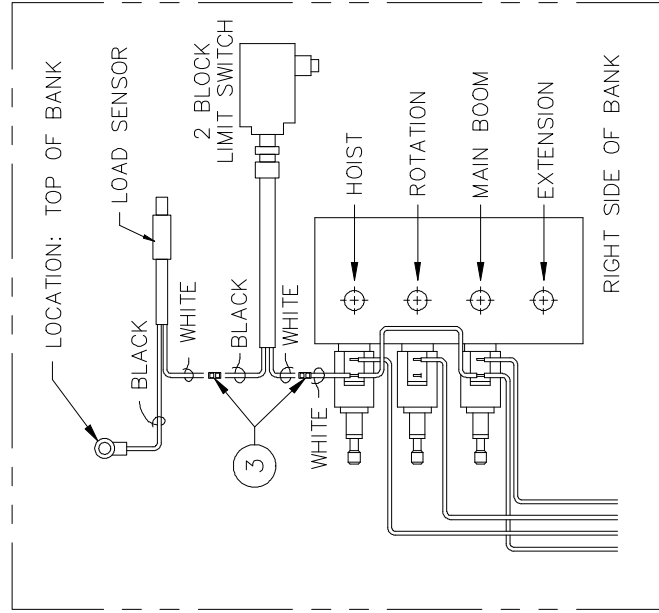 LOCATION: TOP OF BANK
LOAD SENSOR
2 BLOCK
LIMIT SWITCH
BLACK
WHITE
BLACK
WHITE
WHITE
3
HOIST
ROTATION
MAIN BOOM
EXTENSION
RIGHT SIDE OF BANK